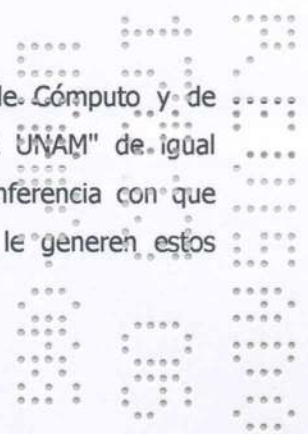 de Cómputo y de
UNAM" de igual
nferencia con que
le generen estos